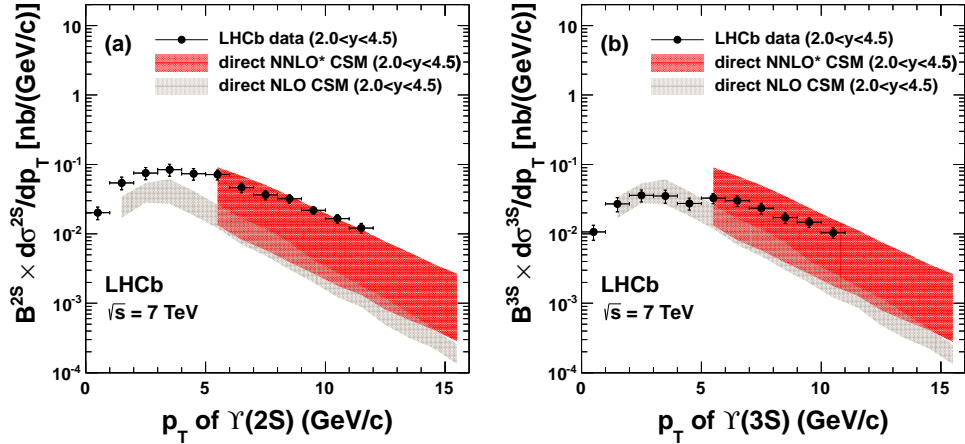 B^{2S} × dσ^{2S}/dp_T [nb/(GeV/c)]
(a)
LHCb data (2.0<y<4.5)
direct NNLO* CSM (2.0<y<4.5)
direct NLO CSM (2.0<y<4.5)
10
1
10^{-1}
10^{-2}
10^{-3}
10^{-4}
LHCb
√s = 7 TeV
0 5 10 15
p_T of ϒ(2S) (GeV/c)
B^{3S} × dσ^{3S}/dp_T [nb/(GeV/c)]
(b)
LHCb data (2.0<y<4.5)
direct NNLO* CSM (2.0<y<4.5)
direct NLO CSM (2.0<y<4.5)
10
1
10^{-1}
10^{-2}
10^{-3}
10^{-4}
LHCb
√s = 7 TeV
0 5 10 15
p_T of ϒ(3S) (GeV/c)